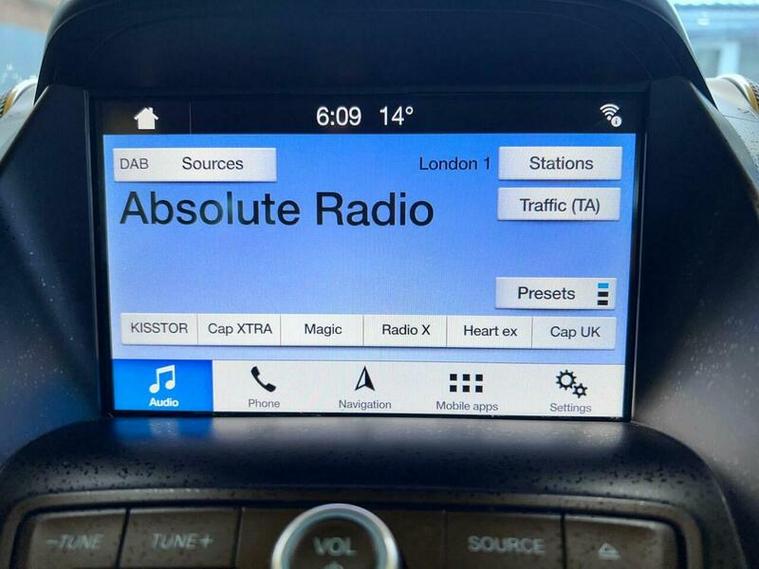 6:09 14°
DAB Sources London 1 Stations
Absolute Radio
Traffic (TA)
Presets
KISSTOR Cap XTRA Magic Radio X Heart ex Cap UK
Audio Phone Navigation Mobile apps Settings
-TUNE TUNE+ VOL SOURCE